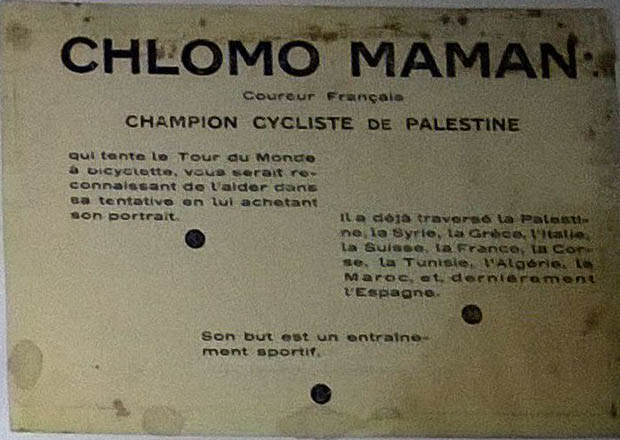 CHLOMO MAMAN
Coureur Français
CHAMPION CYCLISTE DE PALESTINE
qui tente le Tour du Monde
à bicyclette, vous serait re-
connaissant de l'aider dans
sa tentative en lui achetant
son portrait.
Il a déjà traversé la Palesti-
ne, la Syrie, la Grèce, l'Italie,
la Suisse, la France, la Cor-
se, la Tunisie, l'Algérie, le
Maroc, et, dernièrement
l'Espagne.
Son but est un entraîne-
ment sportif.